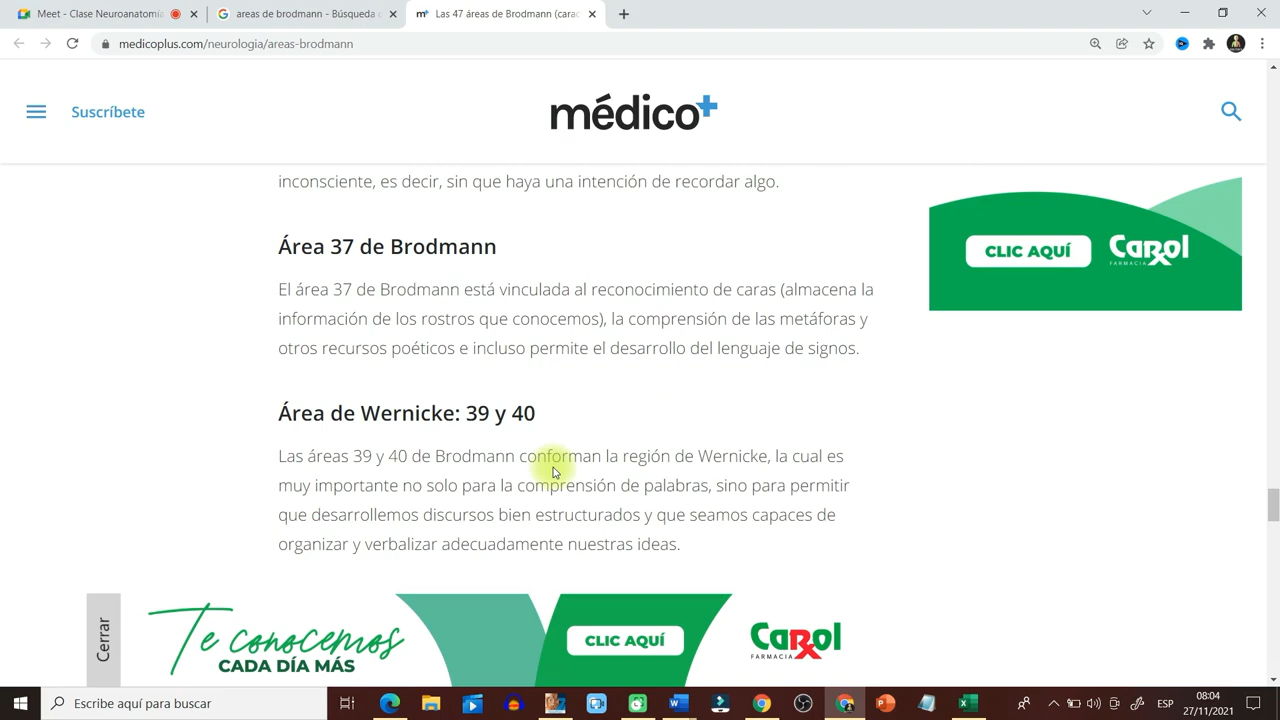 Meet - Clase Neuroanatomí
areas de brodmann - Búsqueda
Las 47 áreas de Brodmann (carac
medicoplus.com/neurologia/areas-brodmann
Suscríbete
médico+
inconsciente, es decir, sin que haya una intención de recordar algo.
Área 37 de Brodmann
El área 37 de Brodmann está vinculada al reconocimiento de caras (almacena la
información de los rostros que conocemos), la comprensión de las metáforas y
otros recursos poéticos e incluso permite el desarrollo del lenguaje de signos.
CLIC AQUÍ
Carol
FARMACIA
Área de Wernicke: 39 y 40
Las áreas 39 y 40 de Brodmann conforman la región de Wernicke, la cual es
muy importante no solo para la comprensión de palabras, sino para permitir
que desarrollemos discursos bien estructurados y que seamos capaces de
organizar y verbalizar adecuadamente nuestras ideas.
Cerrar
Te conocemos
CADA DÍA MÁS
CLIC AQUÍ
Carol
FARMACIA
Escribe aquí para buscar
ESP
08:04
27/11/2021